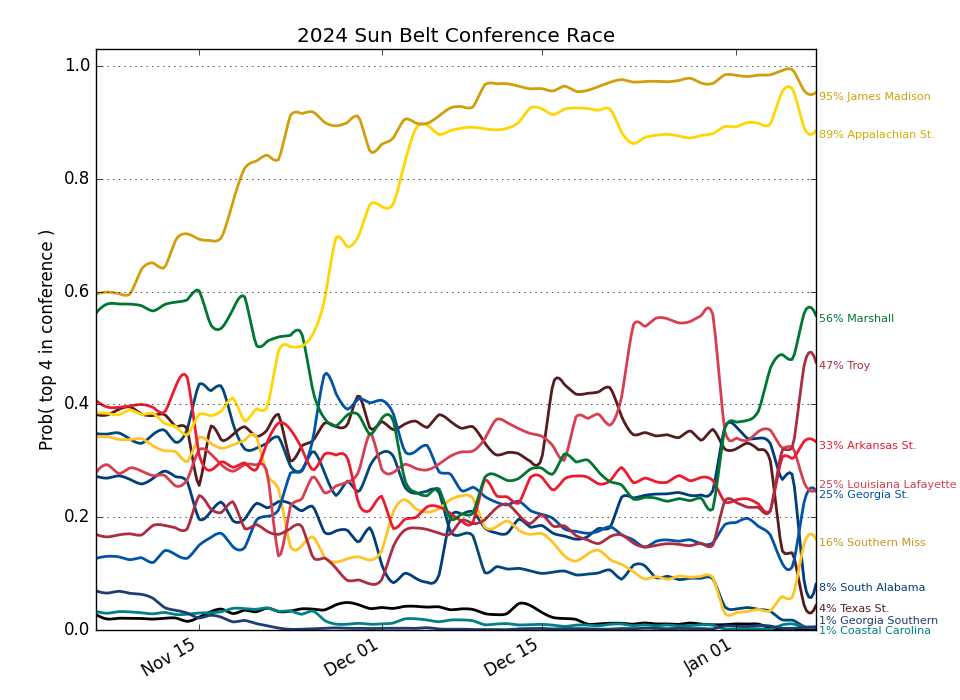 2024 Sun Belt Conference Race
Prob( top 4 in conference )
1.0
0.8
0.6
0.4
0.2
0.0
Nov 15
Dec 01
Dec 15
Jan 01
95% James Madison
89% Appalachian St.
56% Marshall
47% Troy
33% Arkansas St.
25% Louisiana Lafayette
25% Georgia St.
16% Southern Miss
8% South Alabama
4% Texas St.
1% Georgia Southern
1% Coastal Carolina